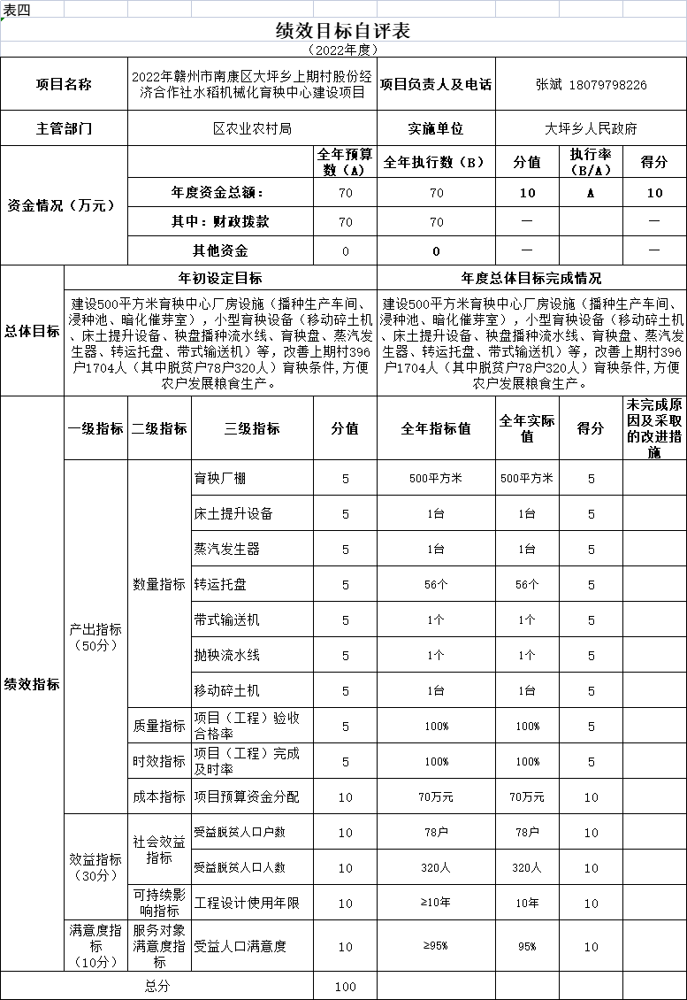 表四
绩效目标自评表
（2022年度）
项目名称 2022年赣州市南康区大坪乡上期村股份经 项目负责人及电话 张斌 18079798226
济合作社水稻机械化育秧中心建设项目
主管部门 区农业农村局 实施单位 大坪乡人民政府
资金情况（万元） 全年预算 全年执行数（B） 分值 执行率 得分
数（A） （B/A）
年度资金总额： 70 70 10 A 10
其中：财政拨款 70 70 — —
其他资金 0 0 — —
总体目标 年初设定目标 年度总体目标完成情况
建设500平方米育秧中心厂房设施（播种生产车间、
浸种池、暗化催芽室），小型育秧设备（移动碎土机
、床土提升设备、秧盘播种流水线、育秧盘、蒸汽发
生器、转运托盘、带式输送机）等，改善上期村396
户1704人（其中脱贫户78户320人）育秧条件,方便
农户发展粮食生产。
建设500平方米育秧中心厂房设施（播种生产车间、
浸种池、暗化催芽室），小型育秧设备（移动碎土机
、床土提升设备、秧盘播种流水线、育秧盘、蒸汽发
生器、转运托盘、带式输送机）等，改善上期村396
户1704人（其中脱贫户78户320人）育秧条件,方便
农户发展粮食生产。
绩效指标 一级指标 二级指标 三级指标 分值 全年指标值 全年实际 得分 未完成原
值 因及采取
的改进措
施
产出指标
（50分）
数量指标
育秧厂棚 5 500平方米 500平方米 5
床土提升设备 5 1台 1台 5
蒸汽发生器 5 1台 1台 5
转运托盘 5 56个 56个 5
带式输送机 5 1个 1个 5
抛秧流水线 5 1个 1个 5
移动碎土机 5 1台 1台 5
质量指标 项目（工程）验收 5 100% 100% 5
合格率
时效指标 项目（工程）完成 5 100% 100% 5
及时率
成本指标 项目预算资金分配 10 70万元 70万元 10
效益指标
（30分）
社会效益
指标
受益脱贫人口户数 10 78户 78户 10
受益脱贫人口人数 10 320人 320人 10
可持续影 工程设计使用年限 10 ≥10年 10年 10
响指标
满意度指 服务对象 受益人口满意度 10 ≥95% 95% 10
标 满意度指
（10分） 标
总分 100